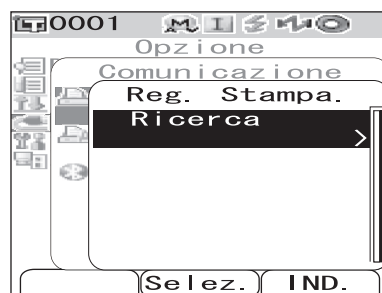 0001 M I
Opzione
Comunicazione
Reg. Stampa.
Ricerca
>
Selez. IND.